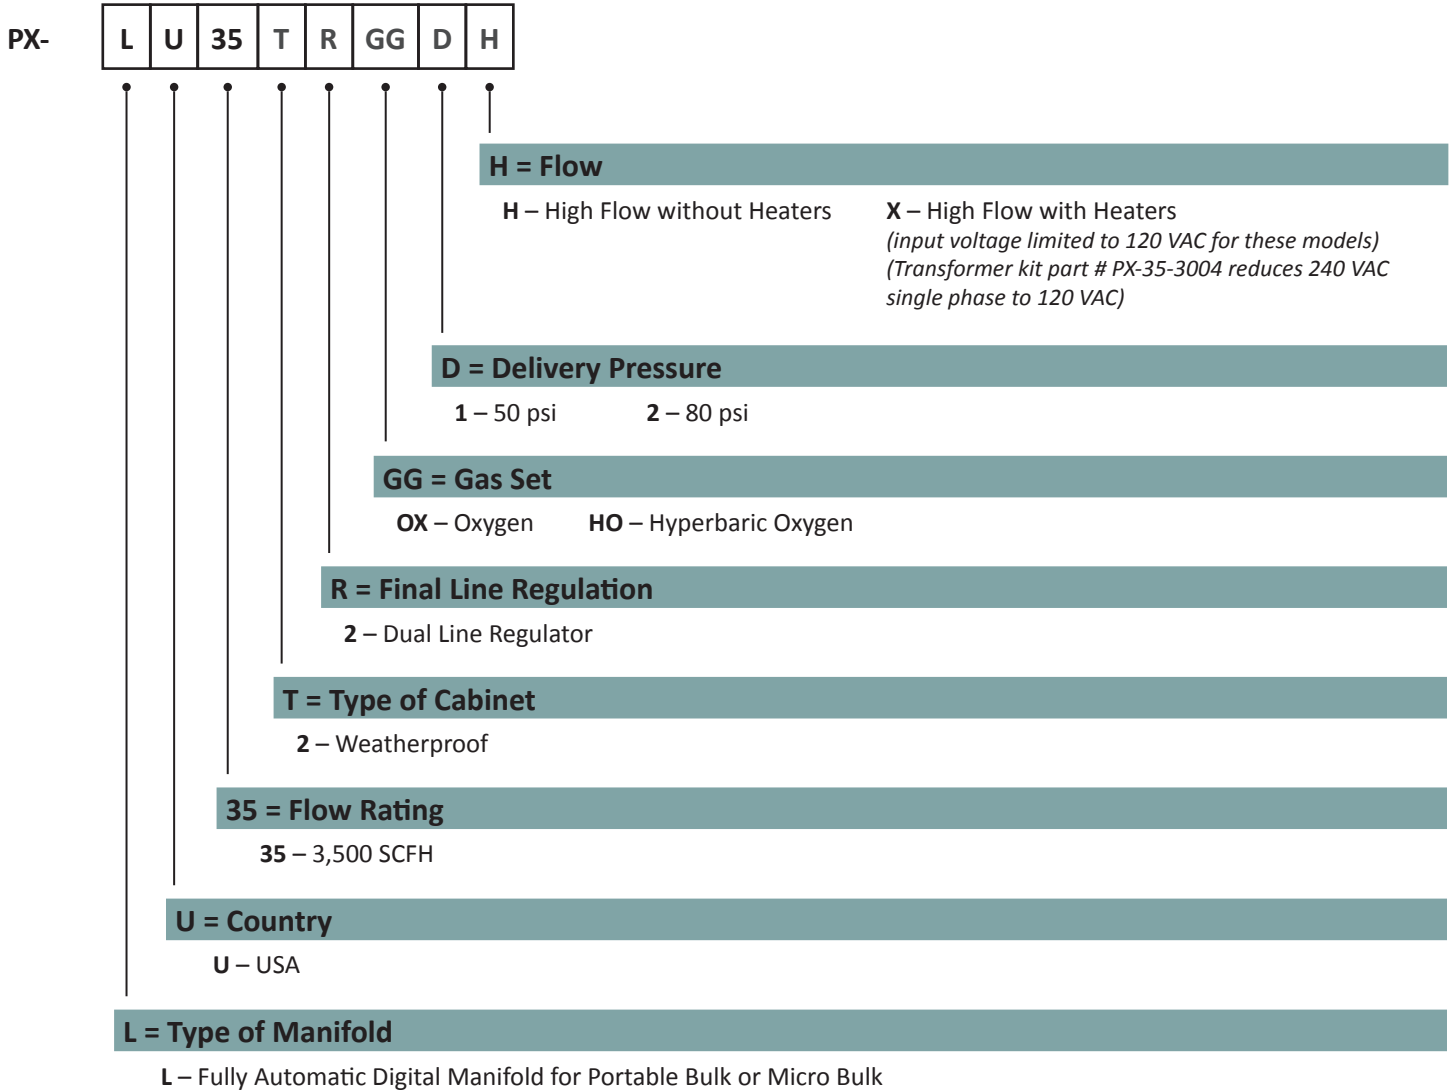 PX- L U 35 T R GG D H
H = Flow
H – High Flow without Heaters
X – High Flow with Heaters
(input voltage limited to 120 VAC for these models)
(Transformer kit part # PX-35-3004 reduces 240 VAC
single phase to 120 VAC)
D = Delivery Pressure
1 – 50 psi 2 – 80 psi
GG = Gas Set
OX – Oxygen HO – Hyperbaric Oxygen
R = Final Line Regulation
2 – Dual Line Regulator
T = Type of Cabinet
2 – Weatherproof
35 = Flow Rating
35 – 3,500 SCFH
U = Country
U – USA
L = Type of Manifold
L – Fully Automatic Digital Manifold for Portable Bulk or Micro Bulk